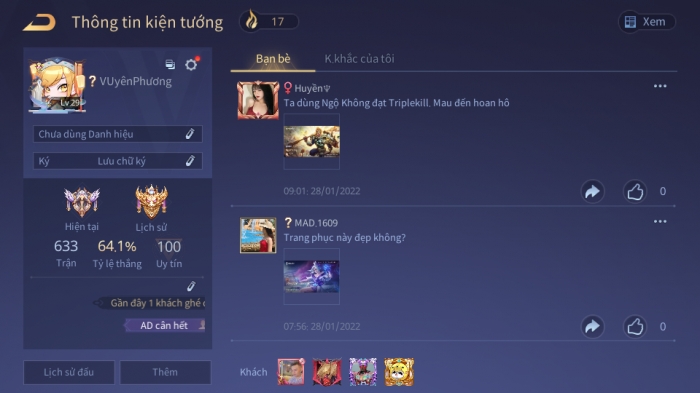 Thông tin kiện tướng
17
Xem
Bạn bè
K.khắc của tôi
? VUyênPhương
Lv 29
Chưa dùng Danh hiệu
Ký
Lưu chữ ký
Hiện tại
Lịch sử
633
64.1%
100
Trận
Tỷ lệ thắng
Uy tín
Gần đây 1 khách ghé
AD cân hết
Lịch sử đấu
Thêm
Huyền
Ta dùng Ngộ Không đạt Triplekill. Mau đến hoan hô
09:01: 28/01/2022
0
? MAD.1609
Trang phục này đẹp không?
07:56: 28/01/2022
0
Khách